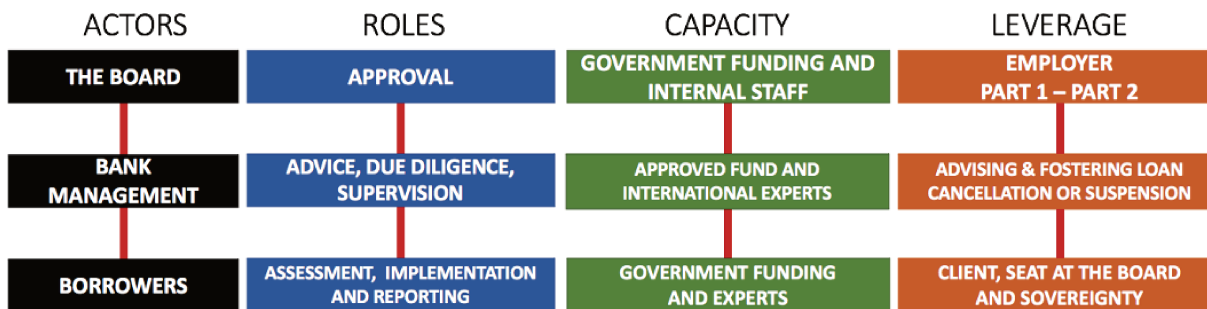 ACTORS
ROLES
CAPACITY
LEVERAGE
THE BOARD
APPROVAL
GOVERNMENT FUNDING AND
INTERNAL STAFF
EMPLOYER
PART 1 – PART 2
BANK
MANAGEMENT
ADVICE, DUE DILIGENCE,
SUPERVISION
APPROVED FUND AND
INTERNATIONAL EXPERTS
ADVISING & FOSTERING LOAN
CANCELLATION OR SUSPENSION
BORROWERS
ASSESSMENT, IMPLEMENTATION
AND REPORTING
GOVERNMENT FUNDING
AND EXPERTS
CLIENT, SEAT AT THE BOARD
AND SOVEREIGNTY